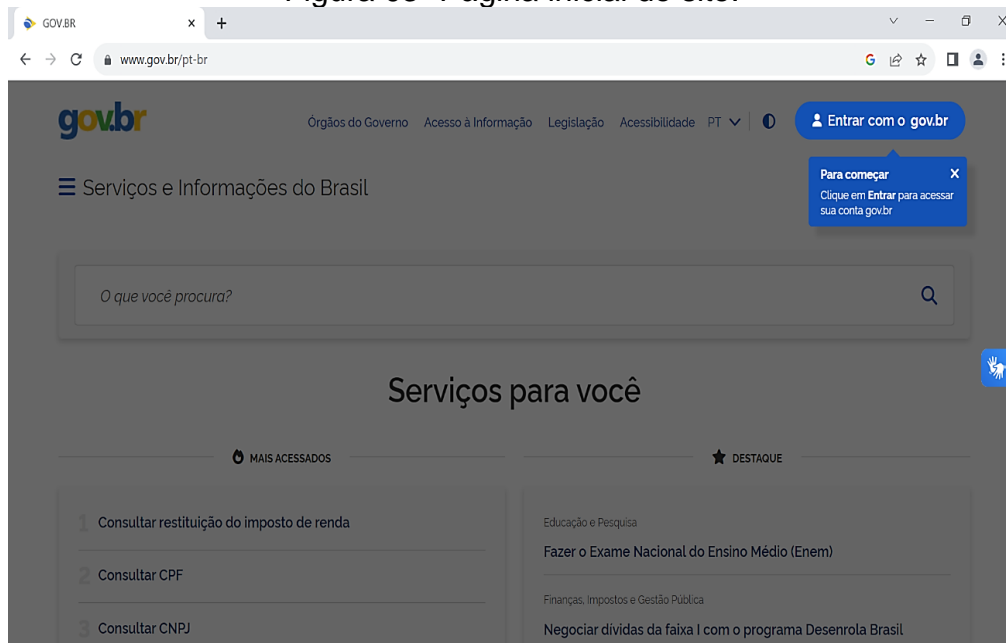 GOV.BR
www.gov.br/pt-br
gov.br
Órgãos do Governo Acesso à Informação Legislação Acessibilidade PT
Entrar com o gov.br
Para começar X
Clique em Entrar para acessar
sua conta gov.br
Serviços e Informações do Brasil
O que você procura?
Serviços para você
MAIS ACESSADOS
1 Consultar restituição do imposto de renda
2 Consultar CPF
3 Consultar CNPJ
DESTAQUE
Educação e Pesquisa
Fazer o Exame Nacional do Ensino Médio (Enem)
Finanças, Impostos e Gestão Pública
Negociar dívidas da faixa I com o programa Desenrola Brasil